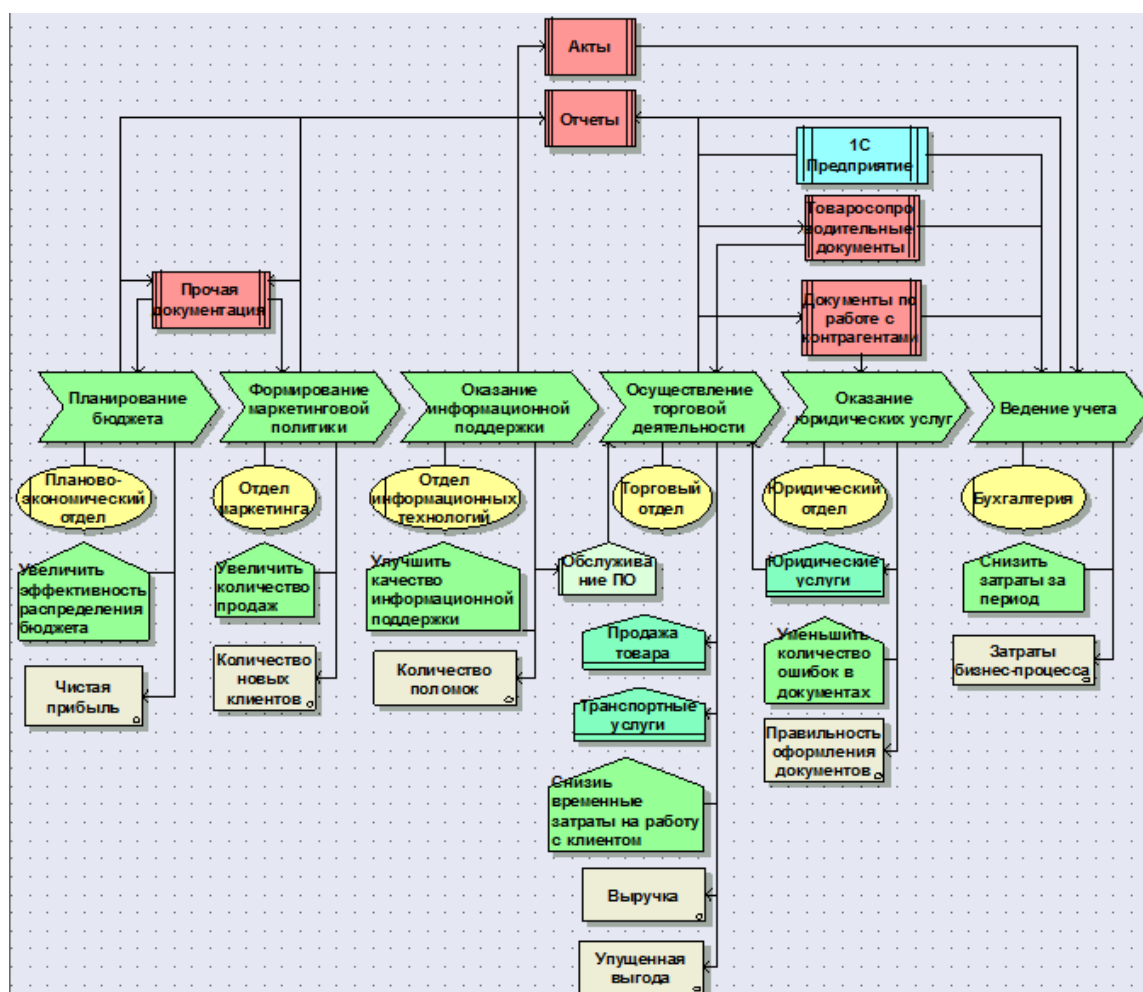 Акты
Отчеты
1С
Предприятие
Товаросопро
водительные
документы
Прочая
документация
Документы по
работе с
контрагентами
Планирование
бюджета
Формирование
маркетинговой
политики
Оказание
информационной
поддержки
Осуществление
торговой
деятельности
Оказание
юридических услуг
Ведение учета
Планово-
экономический
отдел
Отдел
маркетинга
Отдел
информационных
технологий
Торговый
отдел
Юридический
отдел
Бухгалтерия
Увеличить
эффективность
распределения
бюджета
Увеличить
количество
продаж
Улучшить
качество
информационной
поддержки
Обслужива
ние ПО
Юридические
услуги
Снизить
затраты за
период
Продажа
товара
Уменьшить
количество
ошибок в
документах
Затраты
бизнес-процесса
Чистая
прибыль
Количество
новых
клиентов
Количество
поломок
Транспортные
услуги
Правильность
оформления
документов
Снизиь
временные
затраты на работу
с клиентом
Выручка
Упущенная
выгода